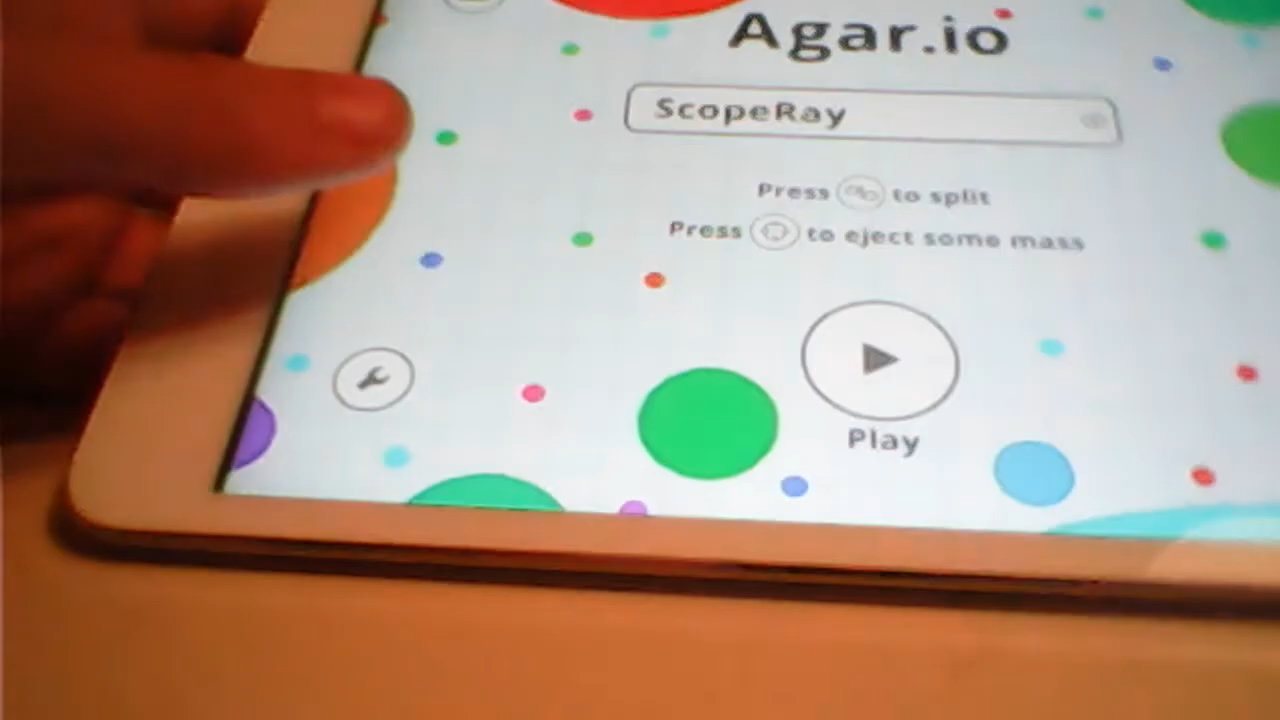 Agar.io
ScopeRay
Press to split
Press to eject some mass
Play